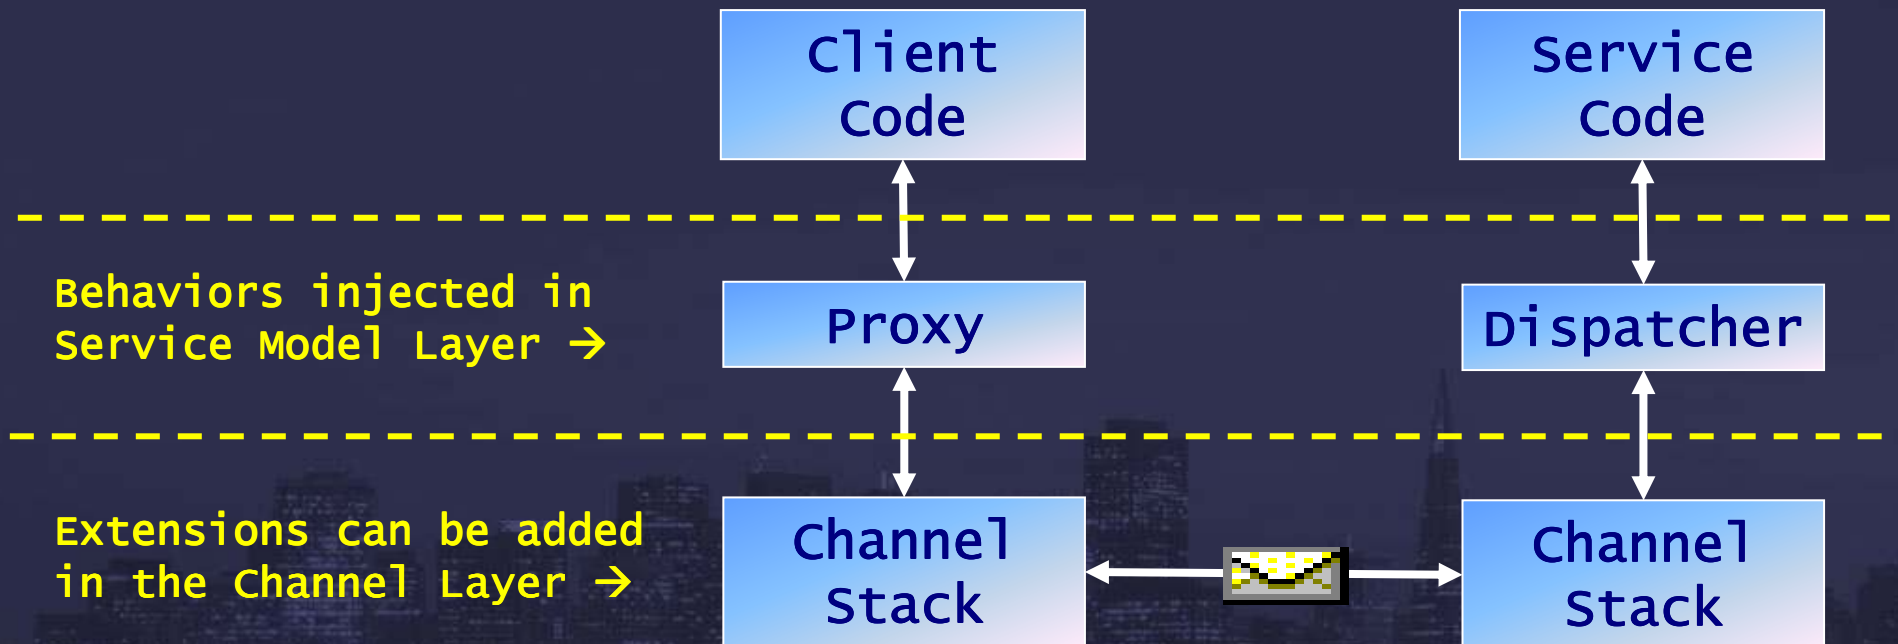 Client
Code
Service
Code
Behaviors injected in
Service Model Layer →
Proxy
Dispatcher
Extensions can be added
in the Channel Layer →
Channel
Stack
Channel
Stack